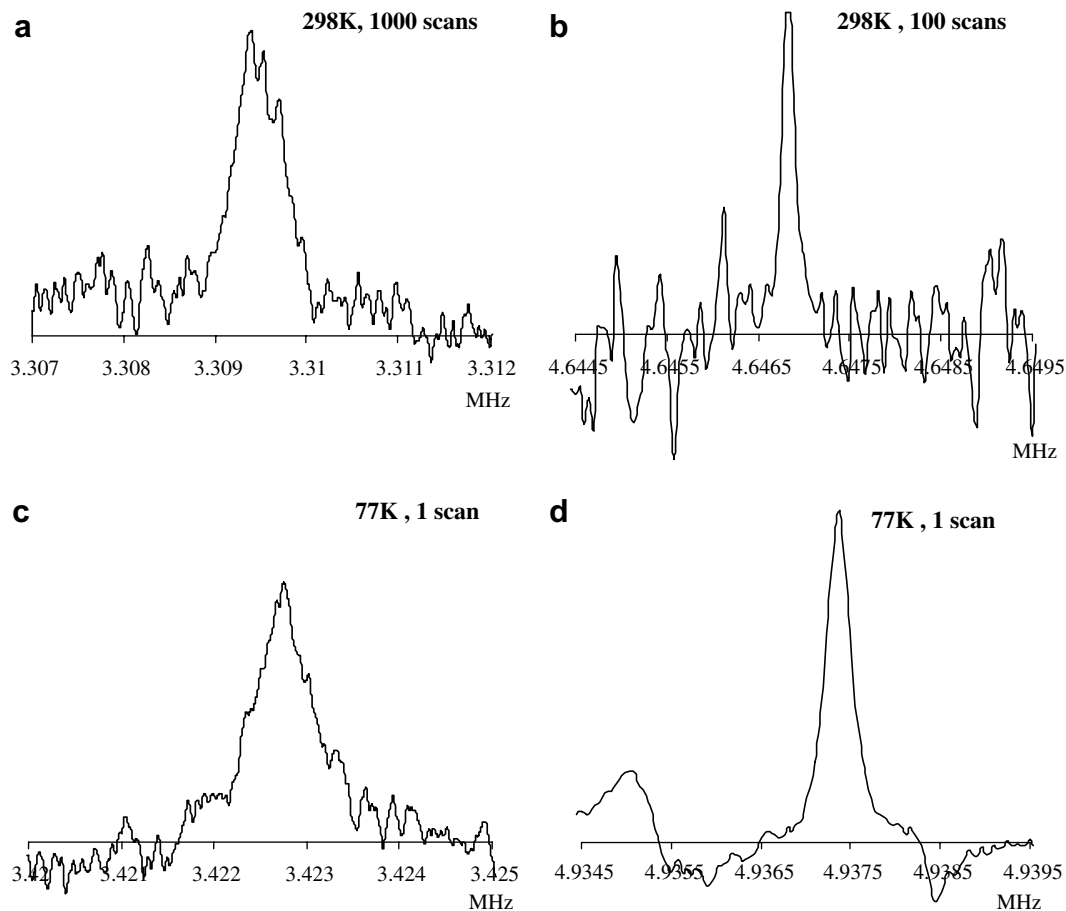 a
298K, 1000 scans
3.307 3.308 3.309 3.31 3.311 3.312
MHz
b
298K , 100 scans
4.6445 4.6455 4.6465 4.6475 4.6485 4.6495
MHz
c
77K , 1 scan
3.42 3.421 3.422 3.423 3.424 3.425
MHz
d
77K , 1 scan
4.9345 4.9355 4.9365 4.9375 4.9385 4.9395
MHz